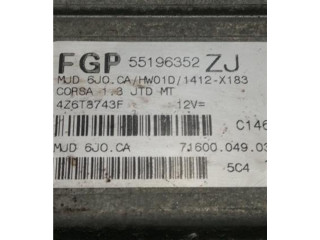 FGP 55196352 ZJ
MJD 6JO.CA/HW01D/1412-X183
CORSA 1.3 JTD MT
4Z6T8743F 12V=
C146
MJD 6JO.CA 71600.049.03
5C4